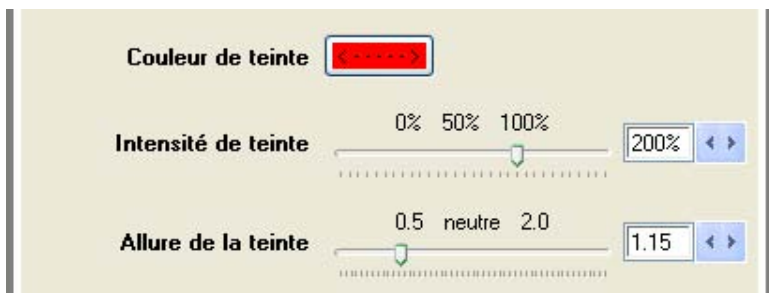 Couleur de teinte <·····>
0% 50% 100%
Intensité de teinte 200%
0.5 neutre 2.0
Allure de la teinte 1.15